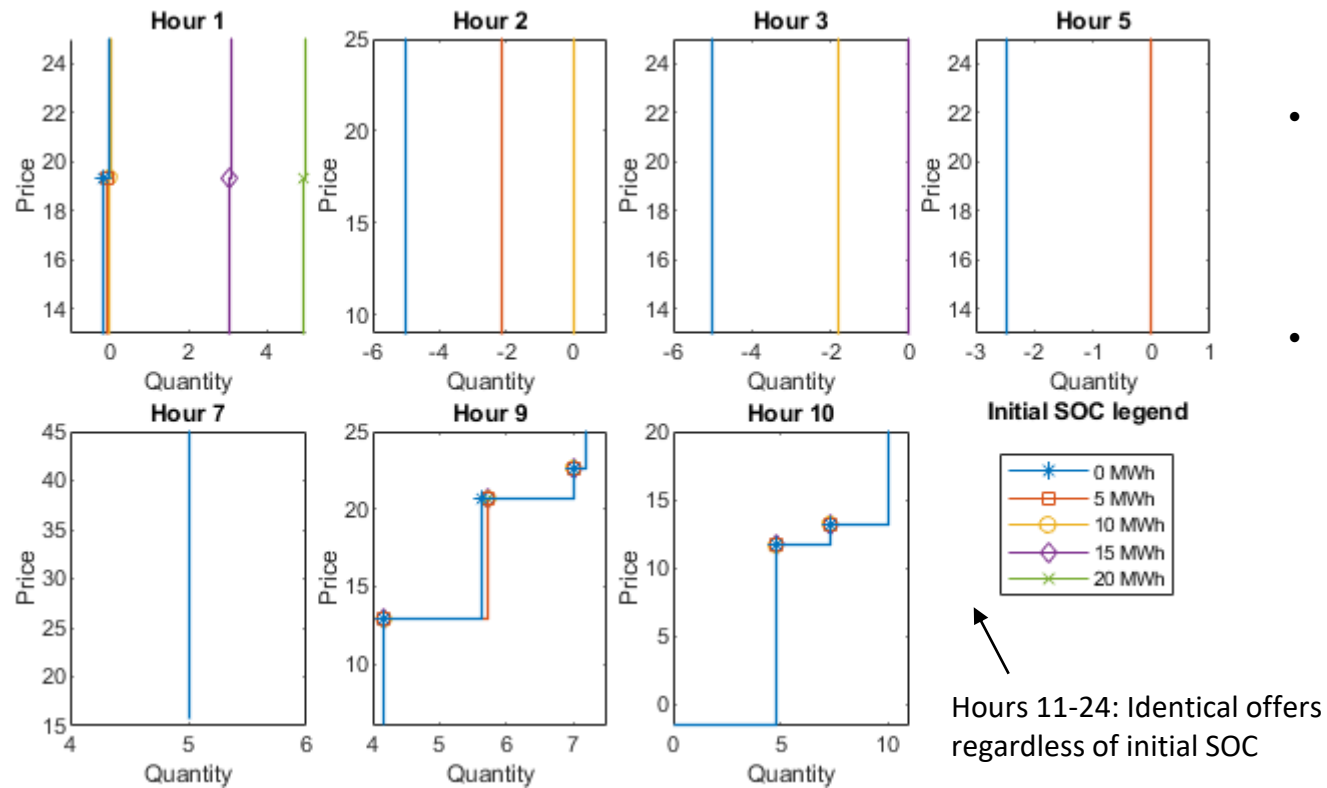 Hour 1
Hour 2
Hour 3
Hour 5
24
22
20
18
16
14
Price
0
2
4
Quantity
25
20
15
10
Price
-6
-4
-2
0
Quantity
24
22
20
18
16
14
Price
-6
-4
-2
0
Quantity
24
22
20
18
16
14
Price
-3
-2
-1
0
1
Quantity
•
•
Hour 7
Hour 9
Hour 10
Initial SOC legend
45
40
35
30
25
20
15
Price
4
5
6
Quantity
25
20
15
10
Price
4
5
6
7
Quantity
20
15
10
5
0
Price
0
5
10
Quantity
0 MWh
5 MWh
10 MWh
15 MWh
20 MWh
Hours 11-24: Identical offers
regardless of initial SOC